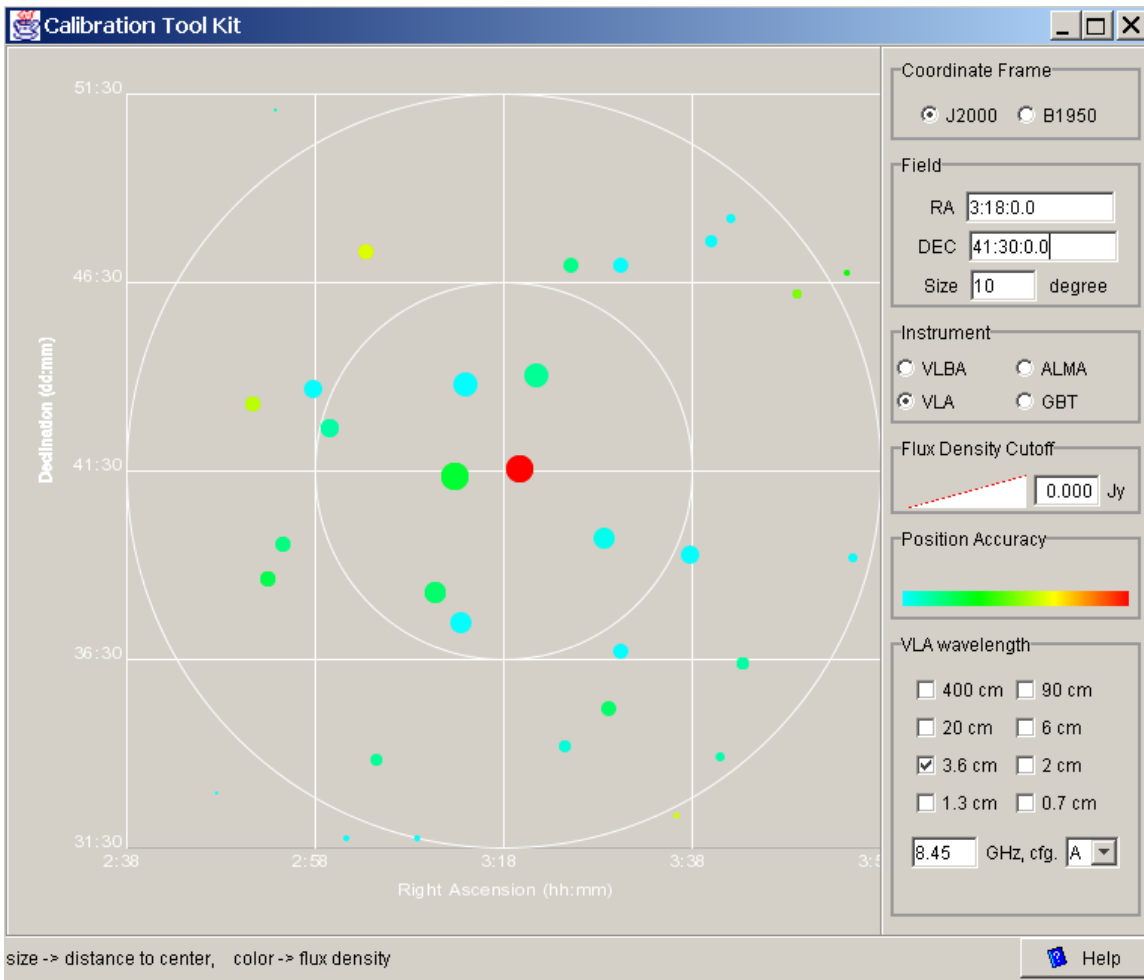 Calibration Tool Kit
51:30
46:30
41:30
36:30
31:30
Declination (dd:mm)
2:38 2:58 3:18 3:38 3:5
Right Ascension (hh:mm)
Coordinate Frame
J2000 B1950
Field
RA 3:18:0.0
DEC 41:30:0.0
Size 10 degree
Instrument
VLBA ALMA
VLA GBT
Flux Density Cutoff
0.000 Jy
Position Accuracy
VLA wavelength
400 cm 90 cm
20 cm 6 cm
3.6 cm 2 cm
1.3 cm 0.7 cm
8.45 GHz, cfg. A
size -> distance to center, color -> flux density
Help